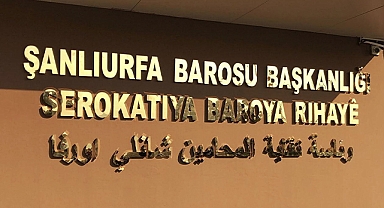 ŞANLIURFA BAROSU BAŞKANLIĞI
SEROKATIYA BAROYA RIHAYÊ
رئاسة نقابة المحامين شانلي اورفا